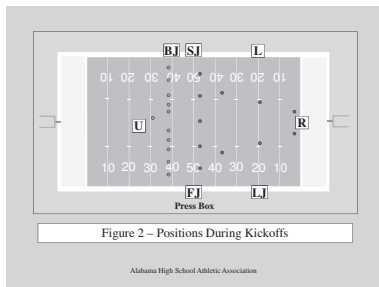 BJ SJ L
10 20 30 40 50 40 30 20 10
U R
10 20 30 40 50 40 30 20 10
FJ LJ
Press Box
Figure 2 – Positions During Kickoffs
Alabama High School Athletic Association